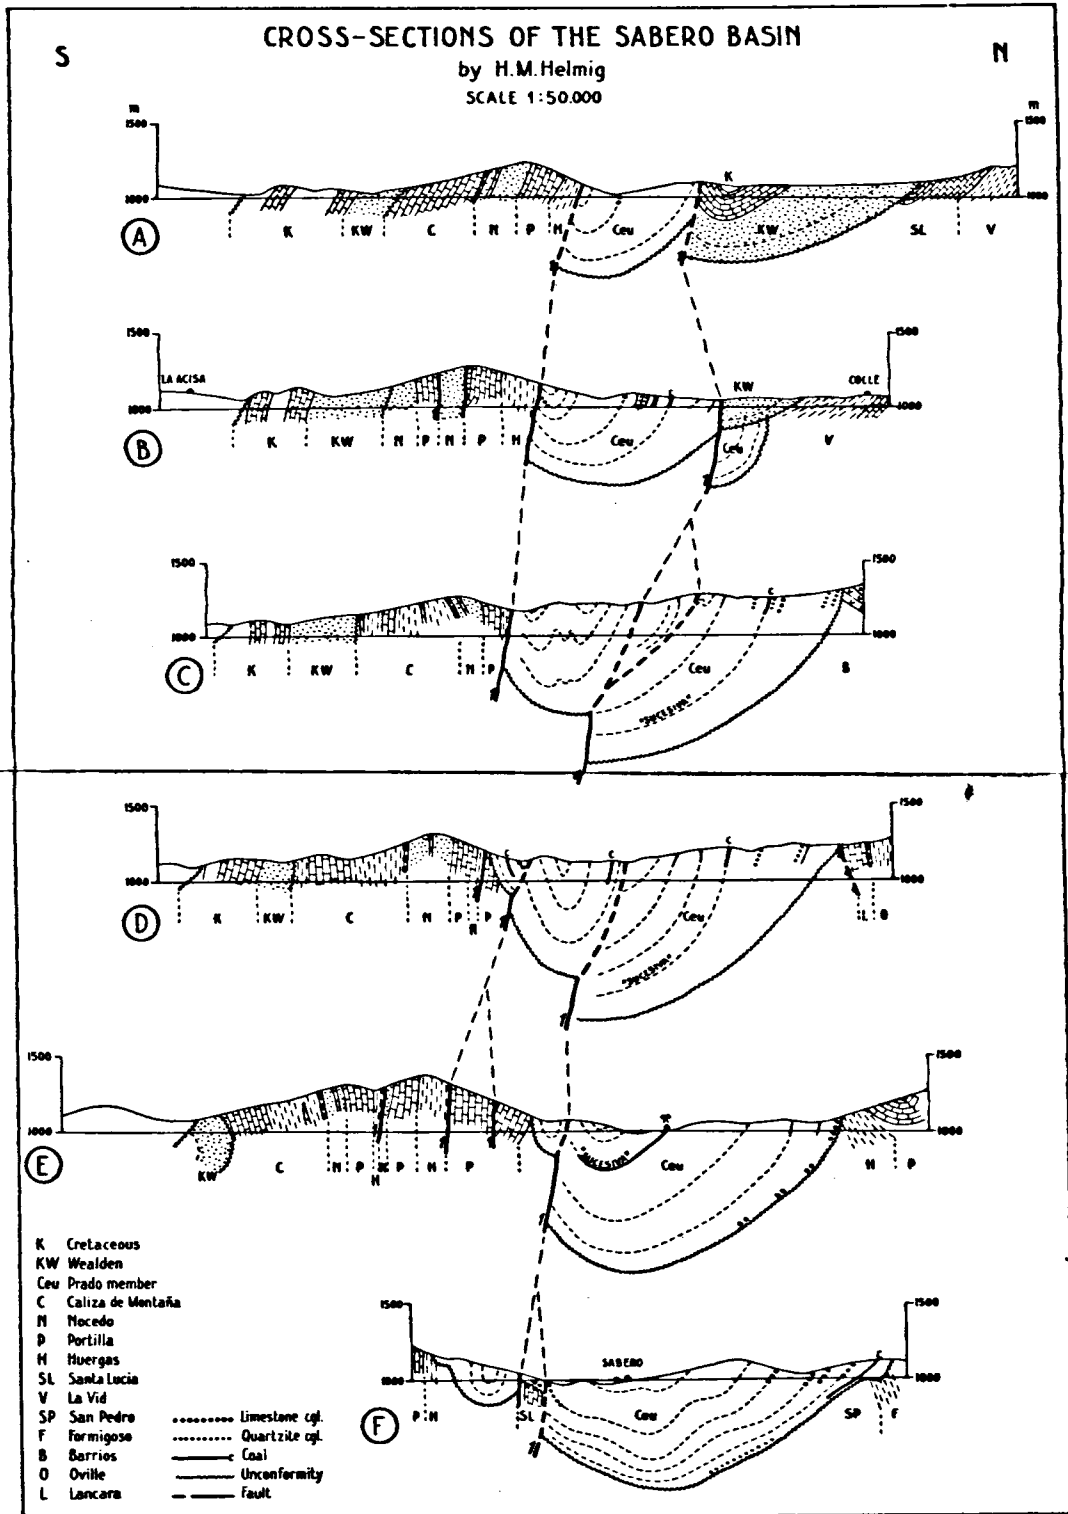 CROSS-SECTIONS OF THE SABERO BASIN
S N
by H.M.Helmig
SCALE 1:50.000
m m
1500 1500
K
1000 1000
A K KW C N P H Ceu KW SL V
1500 1500
LA ACISA KW COLLE
C
1000 1000
B K KW N P N P H Ceu Ceu V
1500 1500
C
1000 1000
C K KW C N P Ceu B
"SUCESIVA"
1500 1500
C C C
1000 1000
D K KW C N P H P Ceu L O
"SUCESIVA"
1500 1500
1000 1000
E KW C N P H P H P "SUCESIVA" Ceu H P
K Cretaceous
KW Wealden
Ceu Prado member
C Caliza de Montaña
N Nocedo
P Portilla
H Huergas
SL Santa Lucia
V La Vid
SP San Pedro
F Formigoso
B Barrios
O Oville
L Lancara
Limestone cgl.
Quartzite cgl.
C Coal
Unconformity
Fault
1500 1500
SABERO C
1000 1000
F P H SL Ceu SP F